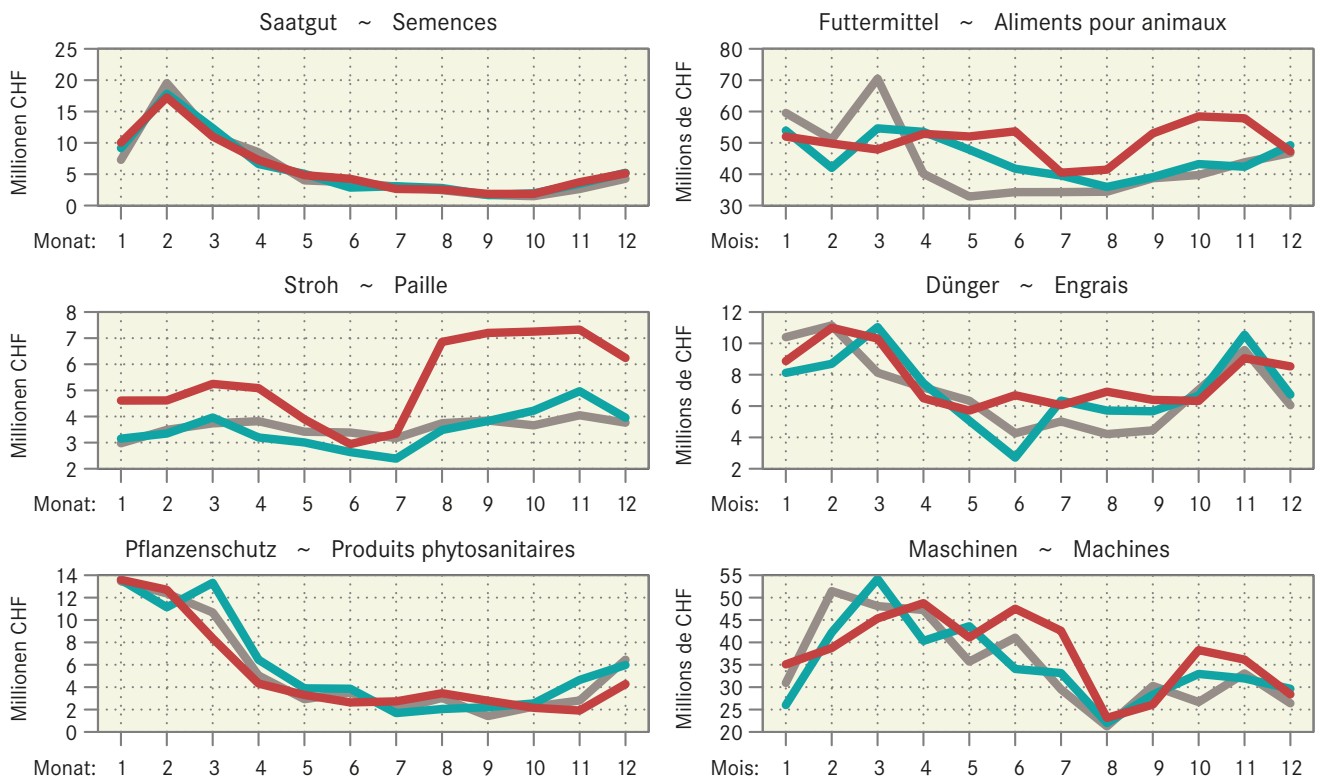 Saatgut ~ Semences
Millionen CHF
25
20
15
10
5
0
Monat: 1 2 3 4 5 6 7 8 9 10 11 12
Futtermittel ~ Aliments pour animaux
Millions de CHF
80
70
60
50
40
30
Mois: 1 2 3 4 5 6 7 8 9 10 11 12
Stroh ~ Paille
Millionen CHF
8
7
6
5
4
3
2
Monat: 1 2 3 4 5 6 7 8 9 10 11 12
Dünger ~ Engrais
Millions de CHF
12
10
8
6
4
2
Mois: 1 2 3 4 5 6 7 8 9 10 11 12
Pflanzenschutz ~ Produits phytosanitaires
Millionen CHF
14
12
10
8
6
4
2
0
Monat: 1 2 3 4 5 6 7 8 9 10 11 12
Maschinen ~ Machines
Millions de CHF
55
50
45
40
35
30
25
20
Mois: 1 2 3 4 5 6 7 8 9 10 11 12